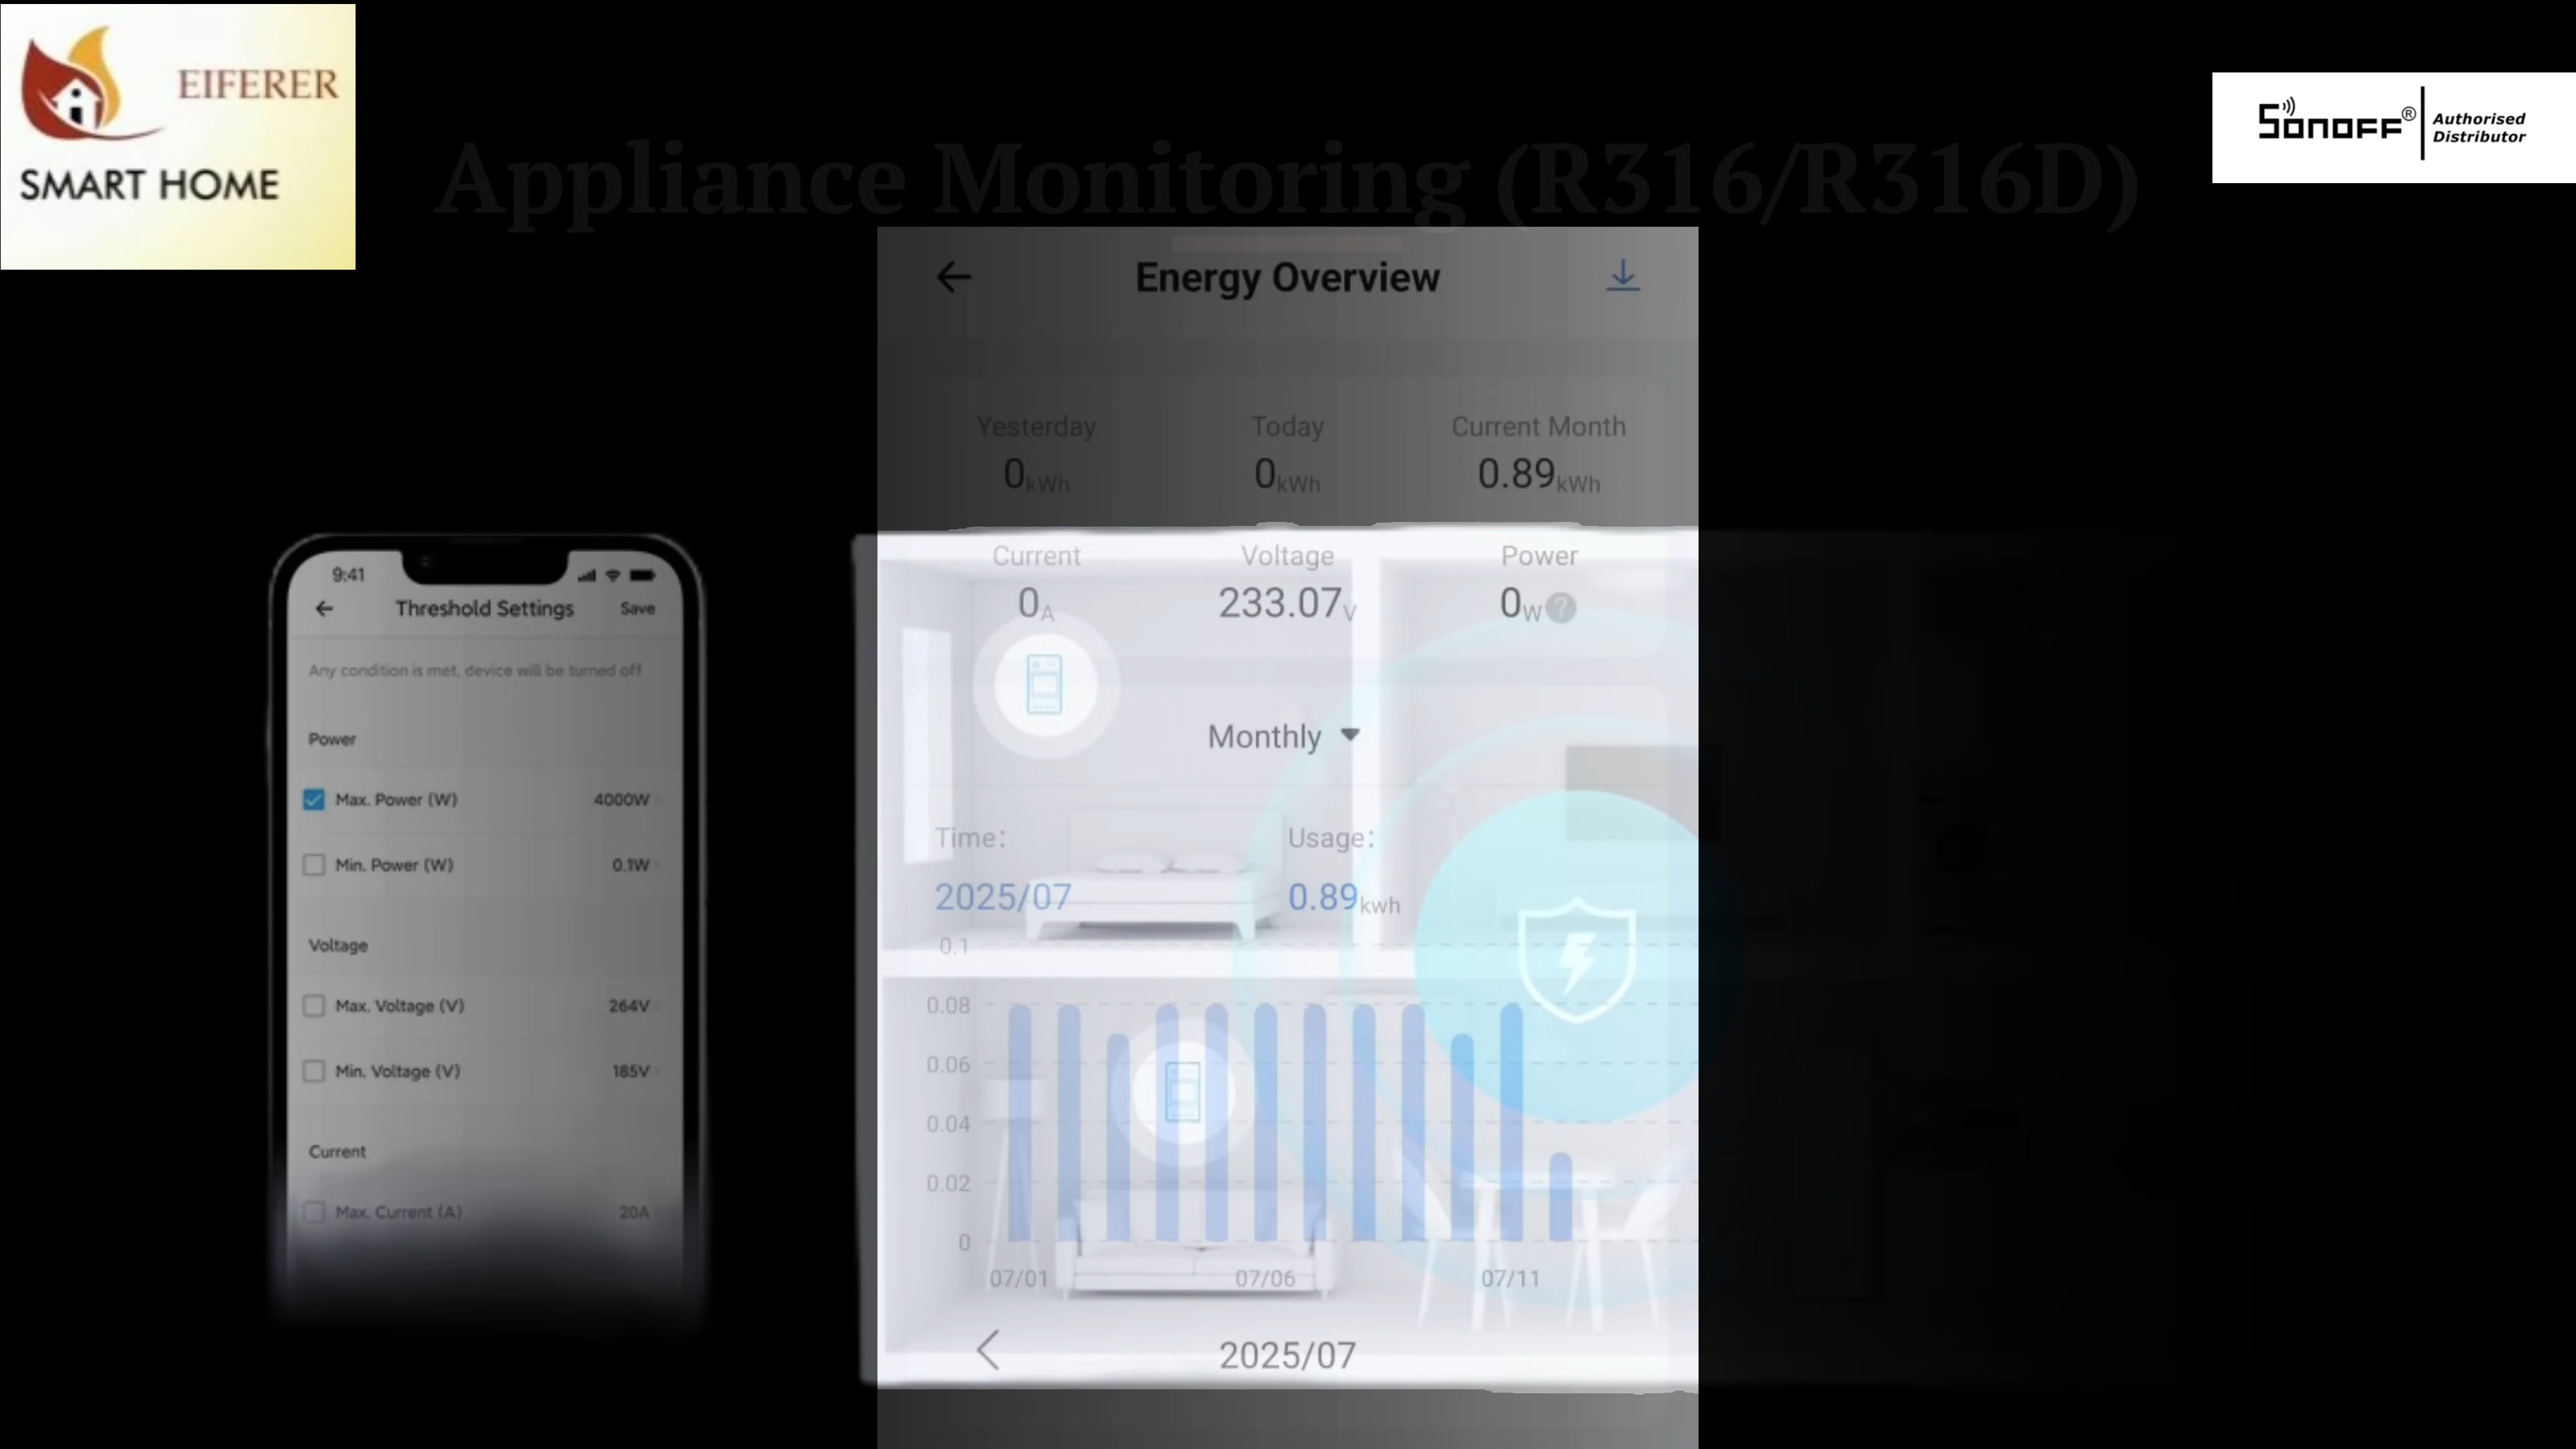 EIFERER
SMART HOME
SONOFF® Authorised
Distributor
Appliance Monitoring (R316/R316D)
Energy Overview
Yesterday Today Current Month
0kWh 0kWh 0.89kWh
Current Voltage Power
0A 233.07V 0W ?
Monthly
Time: Usage:
2025/07 0.89kwh
0.1
0.08
0.06
0.04
0.02
0
07/01 07/06 07/11
2025/07
9:41
Threshold Settings Save
Any condition is met, device will be turned off
Power
Max. Power (W) 4000W
Min. Power (W) 0.1W
Voltage
Max. Voltage (V) 264V
Min. Voltage (V) 185V
Current
Max. Current (A) 20A